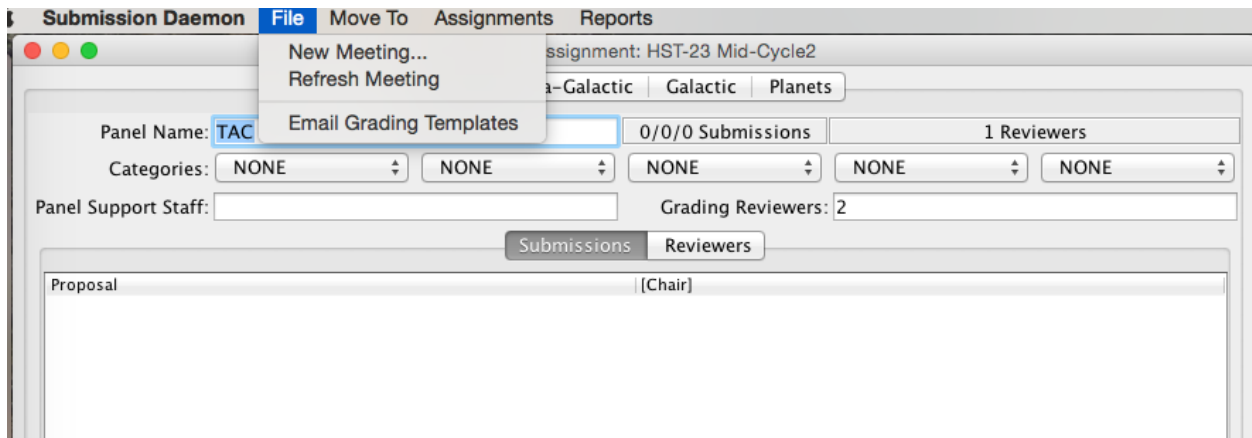 Submission Daemon File Move To Assignments Reports
New Meeting... ssignment: HST-23 Mid-Cycle2
Refresh Meeting a-Galactic Galactic Planets
Email Grading Templates
Panel Name: TAC 0/0/0 Submissions 1 Reviewers
Categories: NONE NONE NONE NONE NONE
Panel Support Staff: Grading Reviewers: 2
Submissions Reviewers
Proposal [Chair]